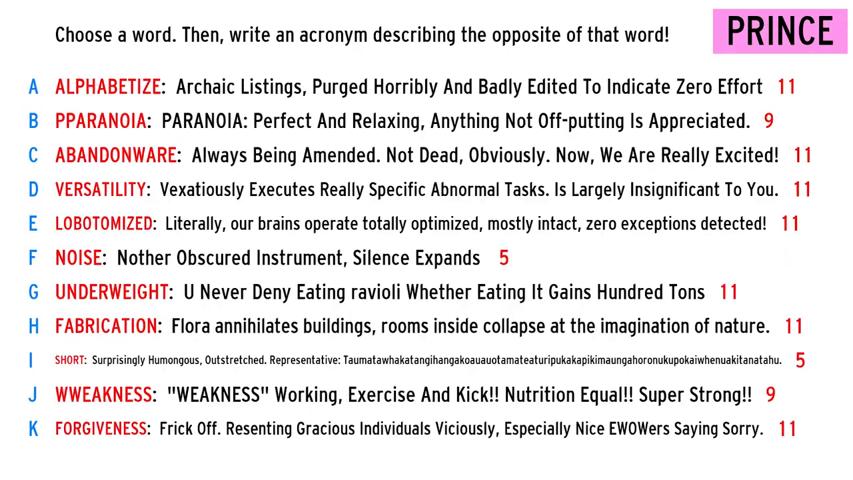 Choose a word. Then, write an acronym describing the opposite of that word!
PRINCE
A ALPHABETIZE: Archaic Listings, Purged Horribly And Badly Edited To Indicate Zero Effort 11
B PPARANOIA: PARANOIA: Perfect And Relaxing, Anything Not Off-putting Is Appreciated. 9
C ABANDONWARE: Always Being Amended. Not Dead, Obviously. Now, We Are Really Excited! 11
D VERSATILITY: Vexatiously Executes Really Specific Abnormal Tasks. Is Largely Insignificant To You. 11
E LOBOTOMIZED: Literally, our brains operate totally optimized, mostly intact, zero exceptions detected! 11
F NOISE: Nother Obscured Instrument, Silence Expands 5
G UNDERWEIGHT: U Never Deny Eating ravioli Whether Eating It Gains Hundred Tons 11
H FABRICATION: Flora annihilates buildings, rooms inside collapse at the imagination of nature. 11
I SHORT: Surprisingly Humongous, Outstretched. Representative: Taumatawhakatangihangakoauauotamateaturipukakapikimaungahoronukupokaiwhenuakitanatahu. 5
J WWEAKNESS: "WEAKNESS" Working, Exercise And Kick!! Nutrition Equal!! Super Strong!! 9
K FORGIVENESS: Frick Off. Resenting Gracious Individuals Viciously, Especially Nice EWOWers Saying Sorry. 11